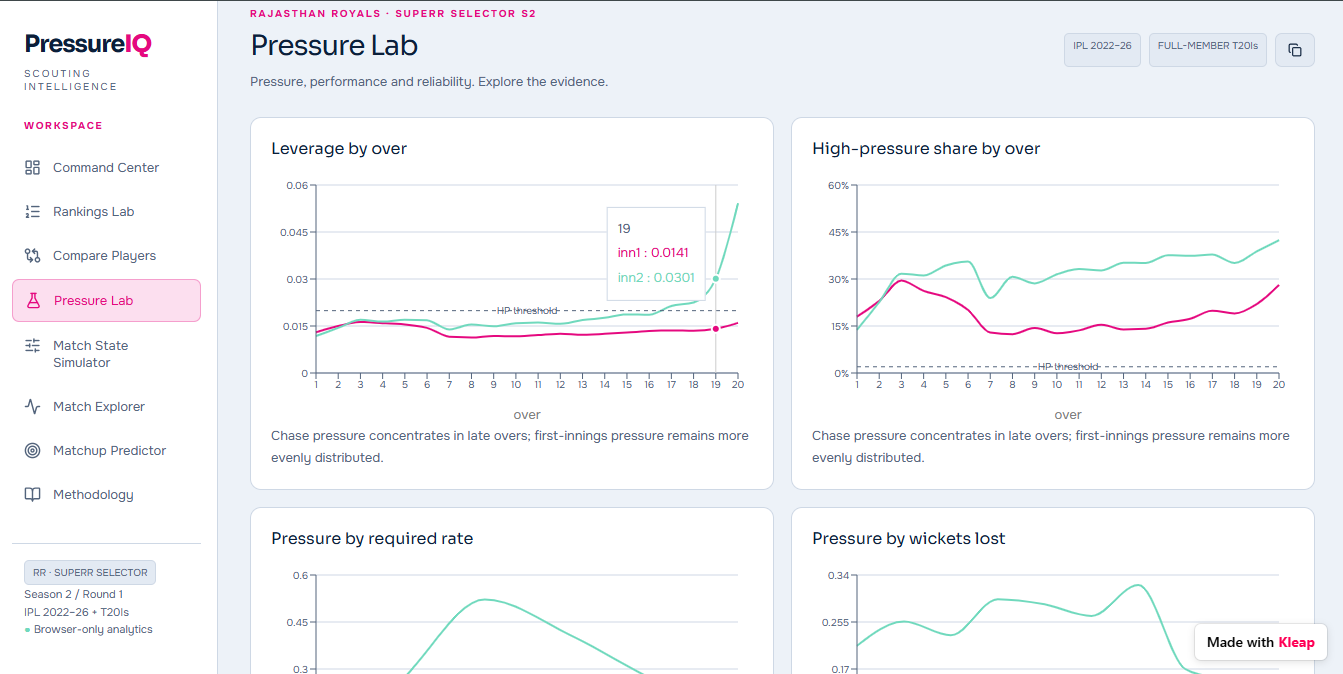 PressureIQ
SCOUTING
INTELLIGENCE
WORKSPACE
Command Center
Rankings Lab
Compare Players
Pressure Lab
Match State
Simulator
Match Explorer
Matchup Predictor
Methodology
RR · SUPERR SELECTOR
Season 2 / Round 1
IPL 2022–26 + T20Is
Browser-only analytics
RAJASTHAN ROYALS · SUPERR SELECTOR S2
Pressure Lab
Pressure, performance and reliability. Explore the evidence.
IPL 2022–26
FULL-MEMBER T20Is
Leverage by over
0.06
0.045
0.03
0.015
0
HP threshold
19
inn1 : 0.0141
inn2 : 0.0301
1 2 3 4 5 6 7 8 9 10 11 12 13 14 15 16 17 18 19 20
over
Chase pressure concentrates in late overs; first-innings pressure remains more
evenly distributed.
High-pressure share by over
60%
45%
30%
15%
0%
HP threshold
1 2 3 4 5 6 7 8 9 10 11 12 13 14 15 16 17 18 19 20
over
Chase pressure concentrates in late overs; first-innings pressure remains more
evenly distributed.
Pressure by required rate
0.6
0.45
0.3
Pressure by wickets lost
0.34
0.255
0.17
Made with Kleap